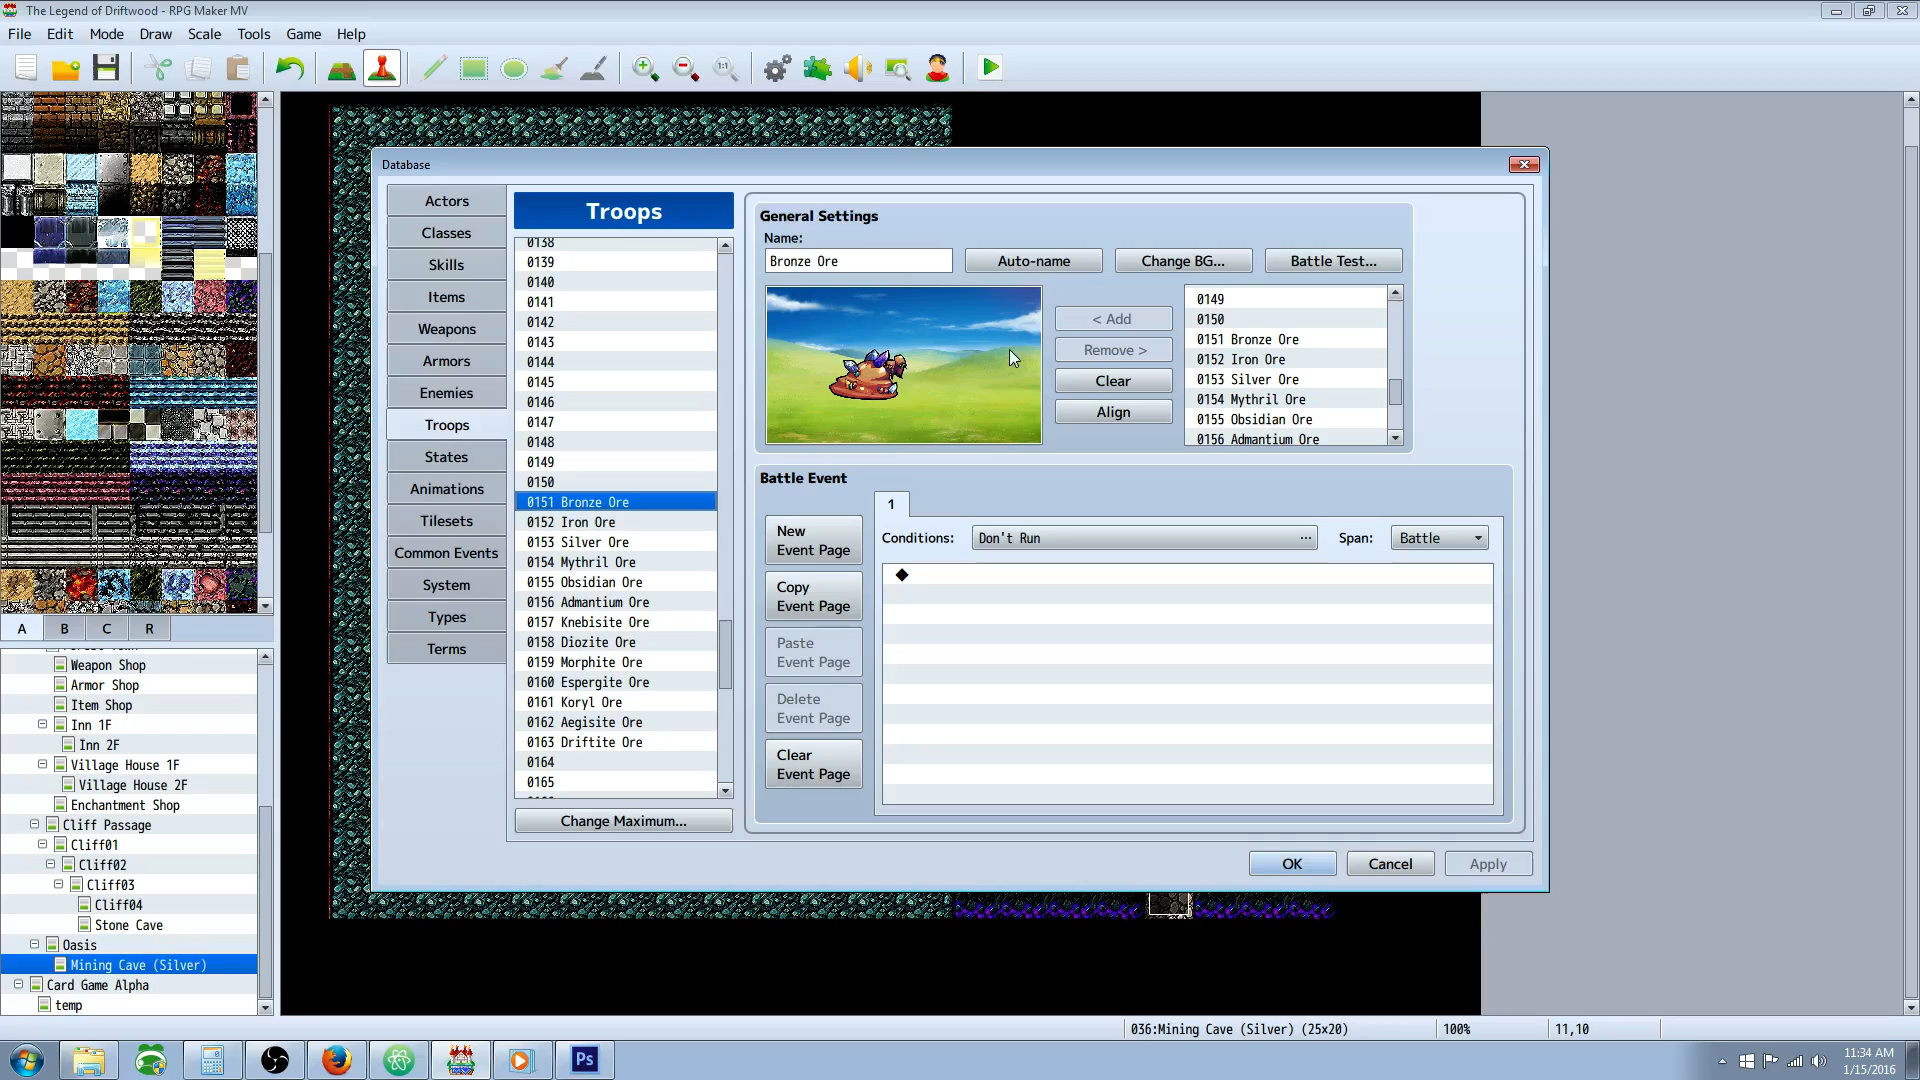 The Legend of Driftwood - RPG Maker MV
File Edit Mode Draw Scale Tools Game Help
1:1
A B C R
Weapon Shop
Armor Shop
Item Shop
Inn 1F
Inn 2F
Village House 1F
Village House 2F
Enchantment Shop
Cliff Passage
Cliff01
Cliff02
Cliff03
Cliff04
Stone Cave
Oasis
Mining Cave (Silver)
Card Game Alpha
temp
Database
Actors
Classes
Skills
Items
Weapons
Armors
Enemies
Troops
States
Animations
Tilesets
Common Events
System
Types
Terms
Troops
0138
0139
0140
0141
0142
0143
0144
0145
0146
0147
0148
0149
0150
0151 Bronze Ore
0152 Iron Ore
0153 Silver Ore
0154 Mythril Ore
0155 Obsidian Ore
0156 Admantium Ore
0157 Knebisite Ore
0158 Diozite Ore
0159 Morphite Ore
0160 Espergite Ore
0161 Koryl Ore
0162 Aegisite Ore
0163 Driftite Ore
0164
0165
Change Maximum...
General Settings
Name:
Bronze Ore
Auto-name
Change BG...
Battle Test...
< Add
Remove >
Clear
Align
0149
0150
0151 Bronze Ore
0152 Iron Ore
0153 Silver Ore
0154 Mythril Ore
0155 Obsidian Ore
0156 Admantium Ore
Battle Event
1
New
Event Page
Copy
Event Page
Paste
Event Page
Delete
Event Page
Clear
Event Page
Conditions: Don't Run ... Span: Battle
OK Cancel Apply
036:Mining Cave (Silver) (25x20) 100% 11,10
Ps
11:34 AM
1/15/2016